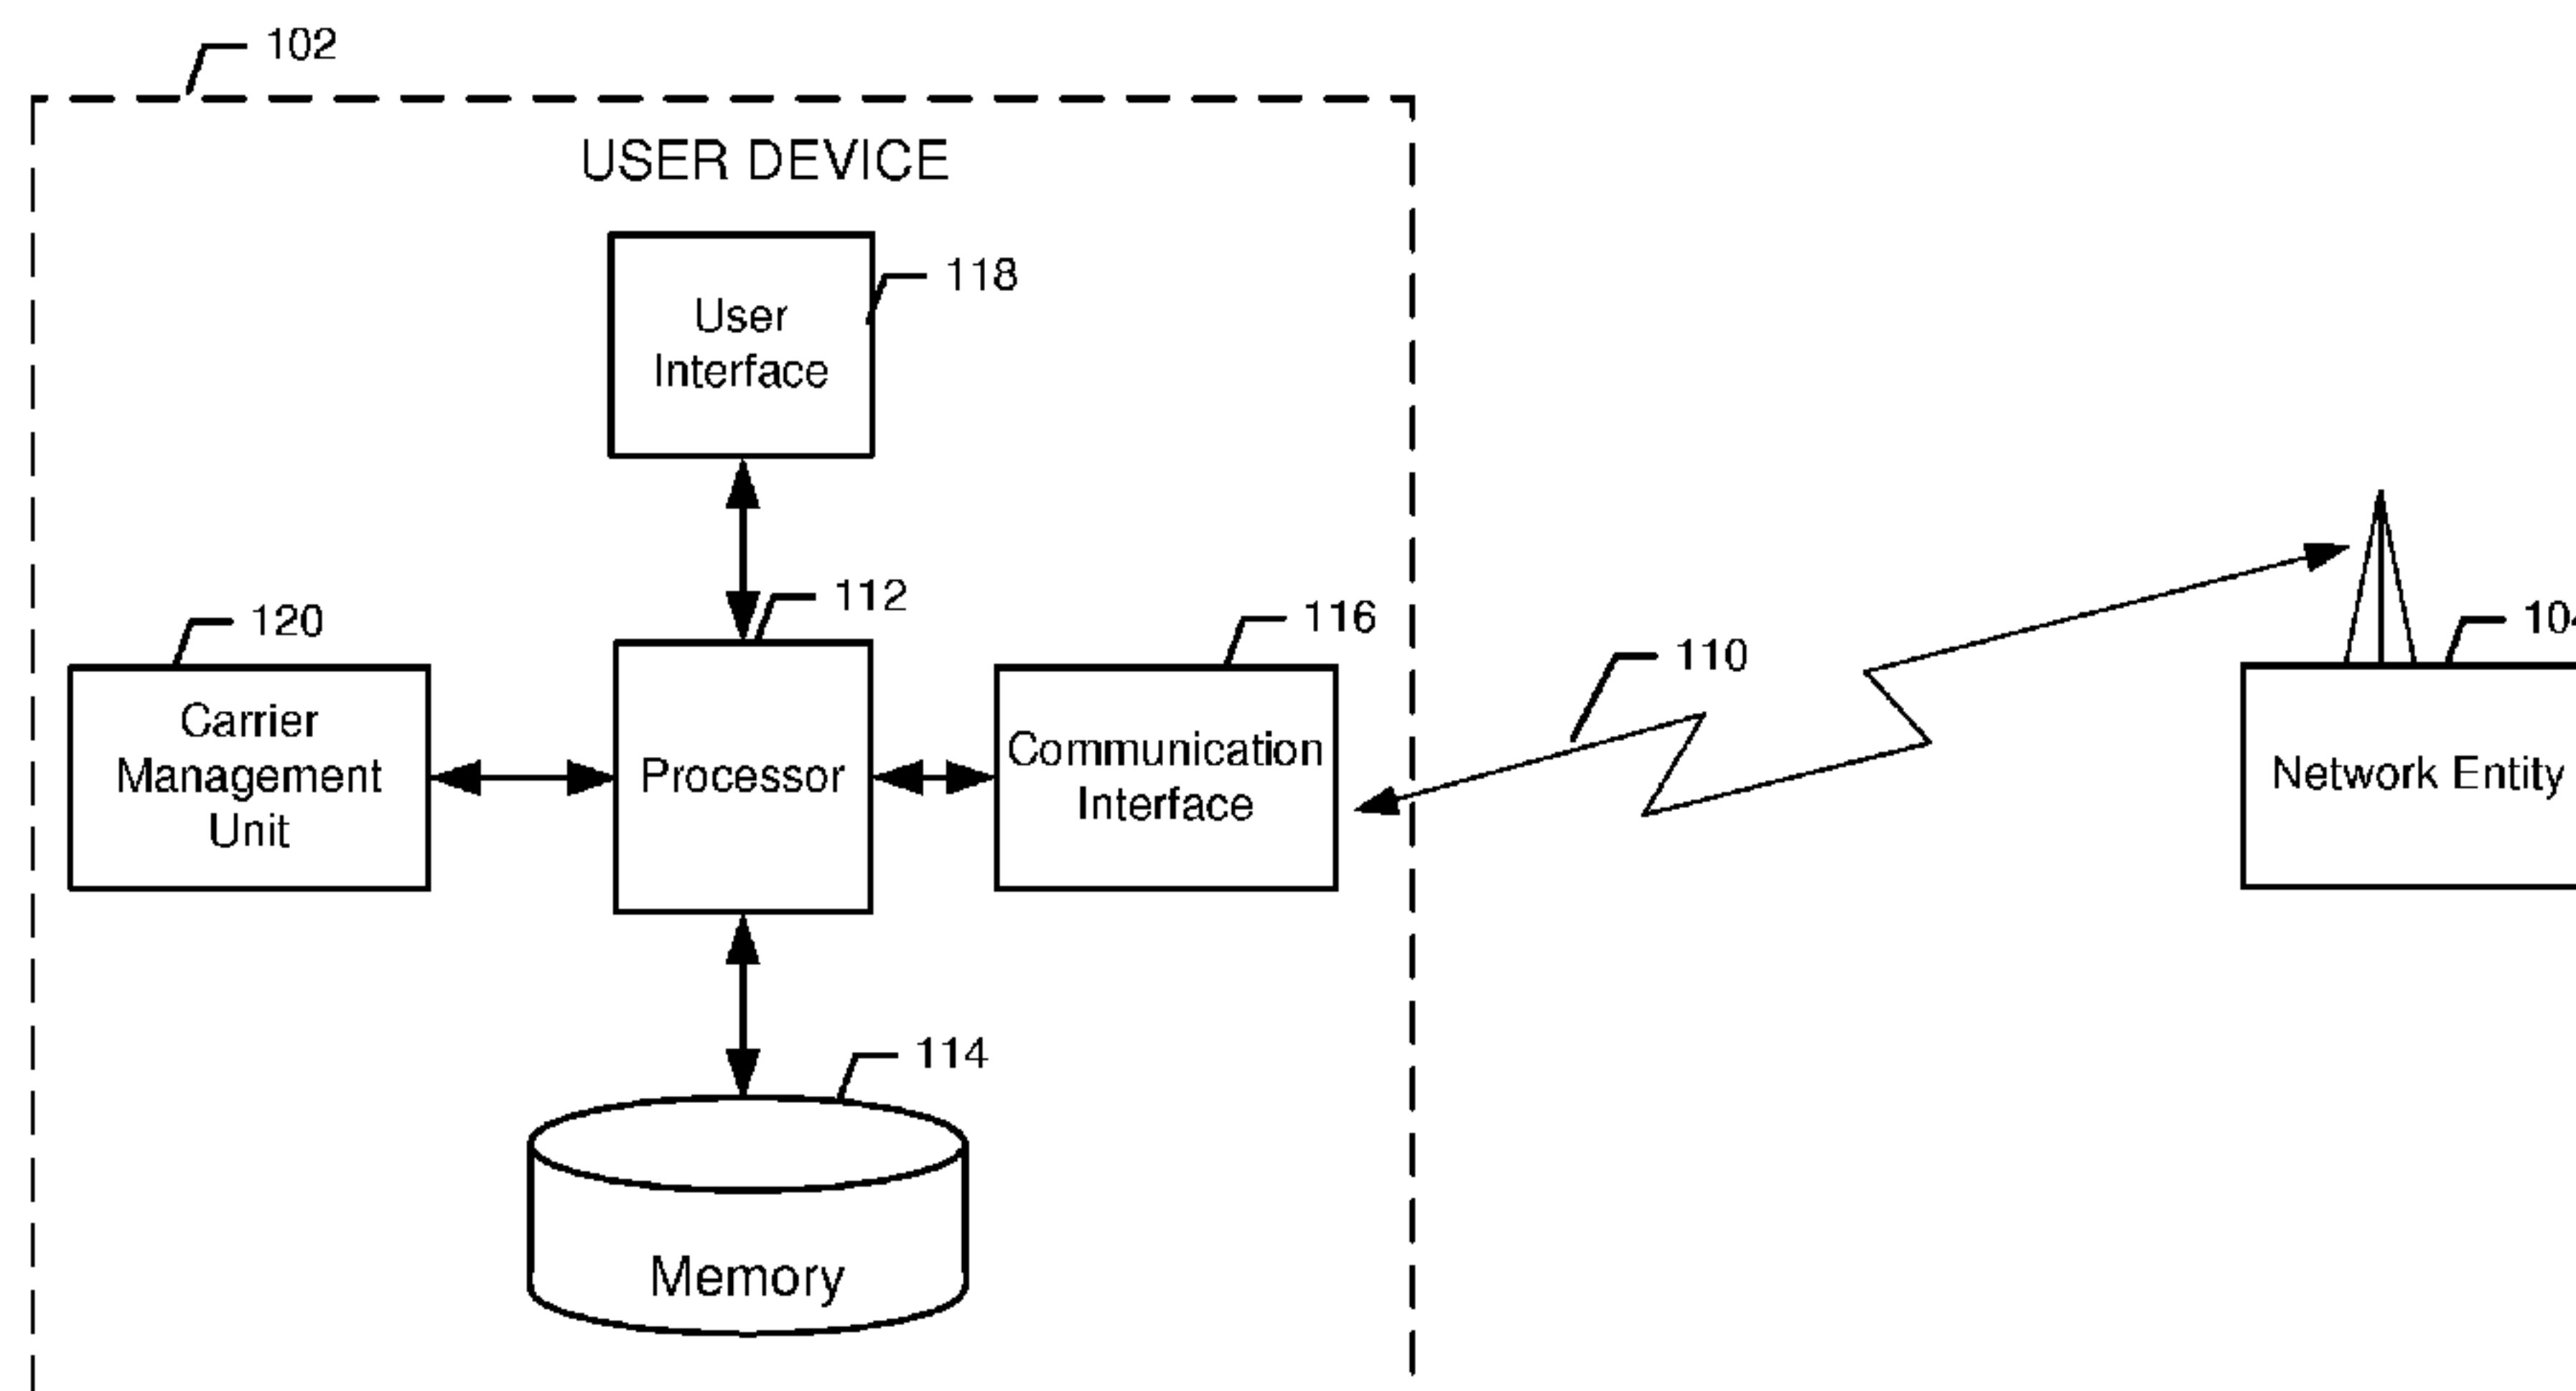 102
USER DEVICE
118
User
Interface
112
120
116
110
104
Carrier
Management
Unit
Processor
Communication
Interface
Network Entity
114
Memory